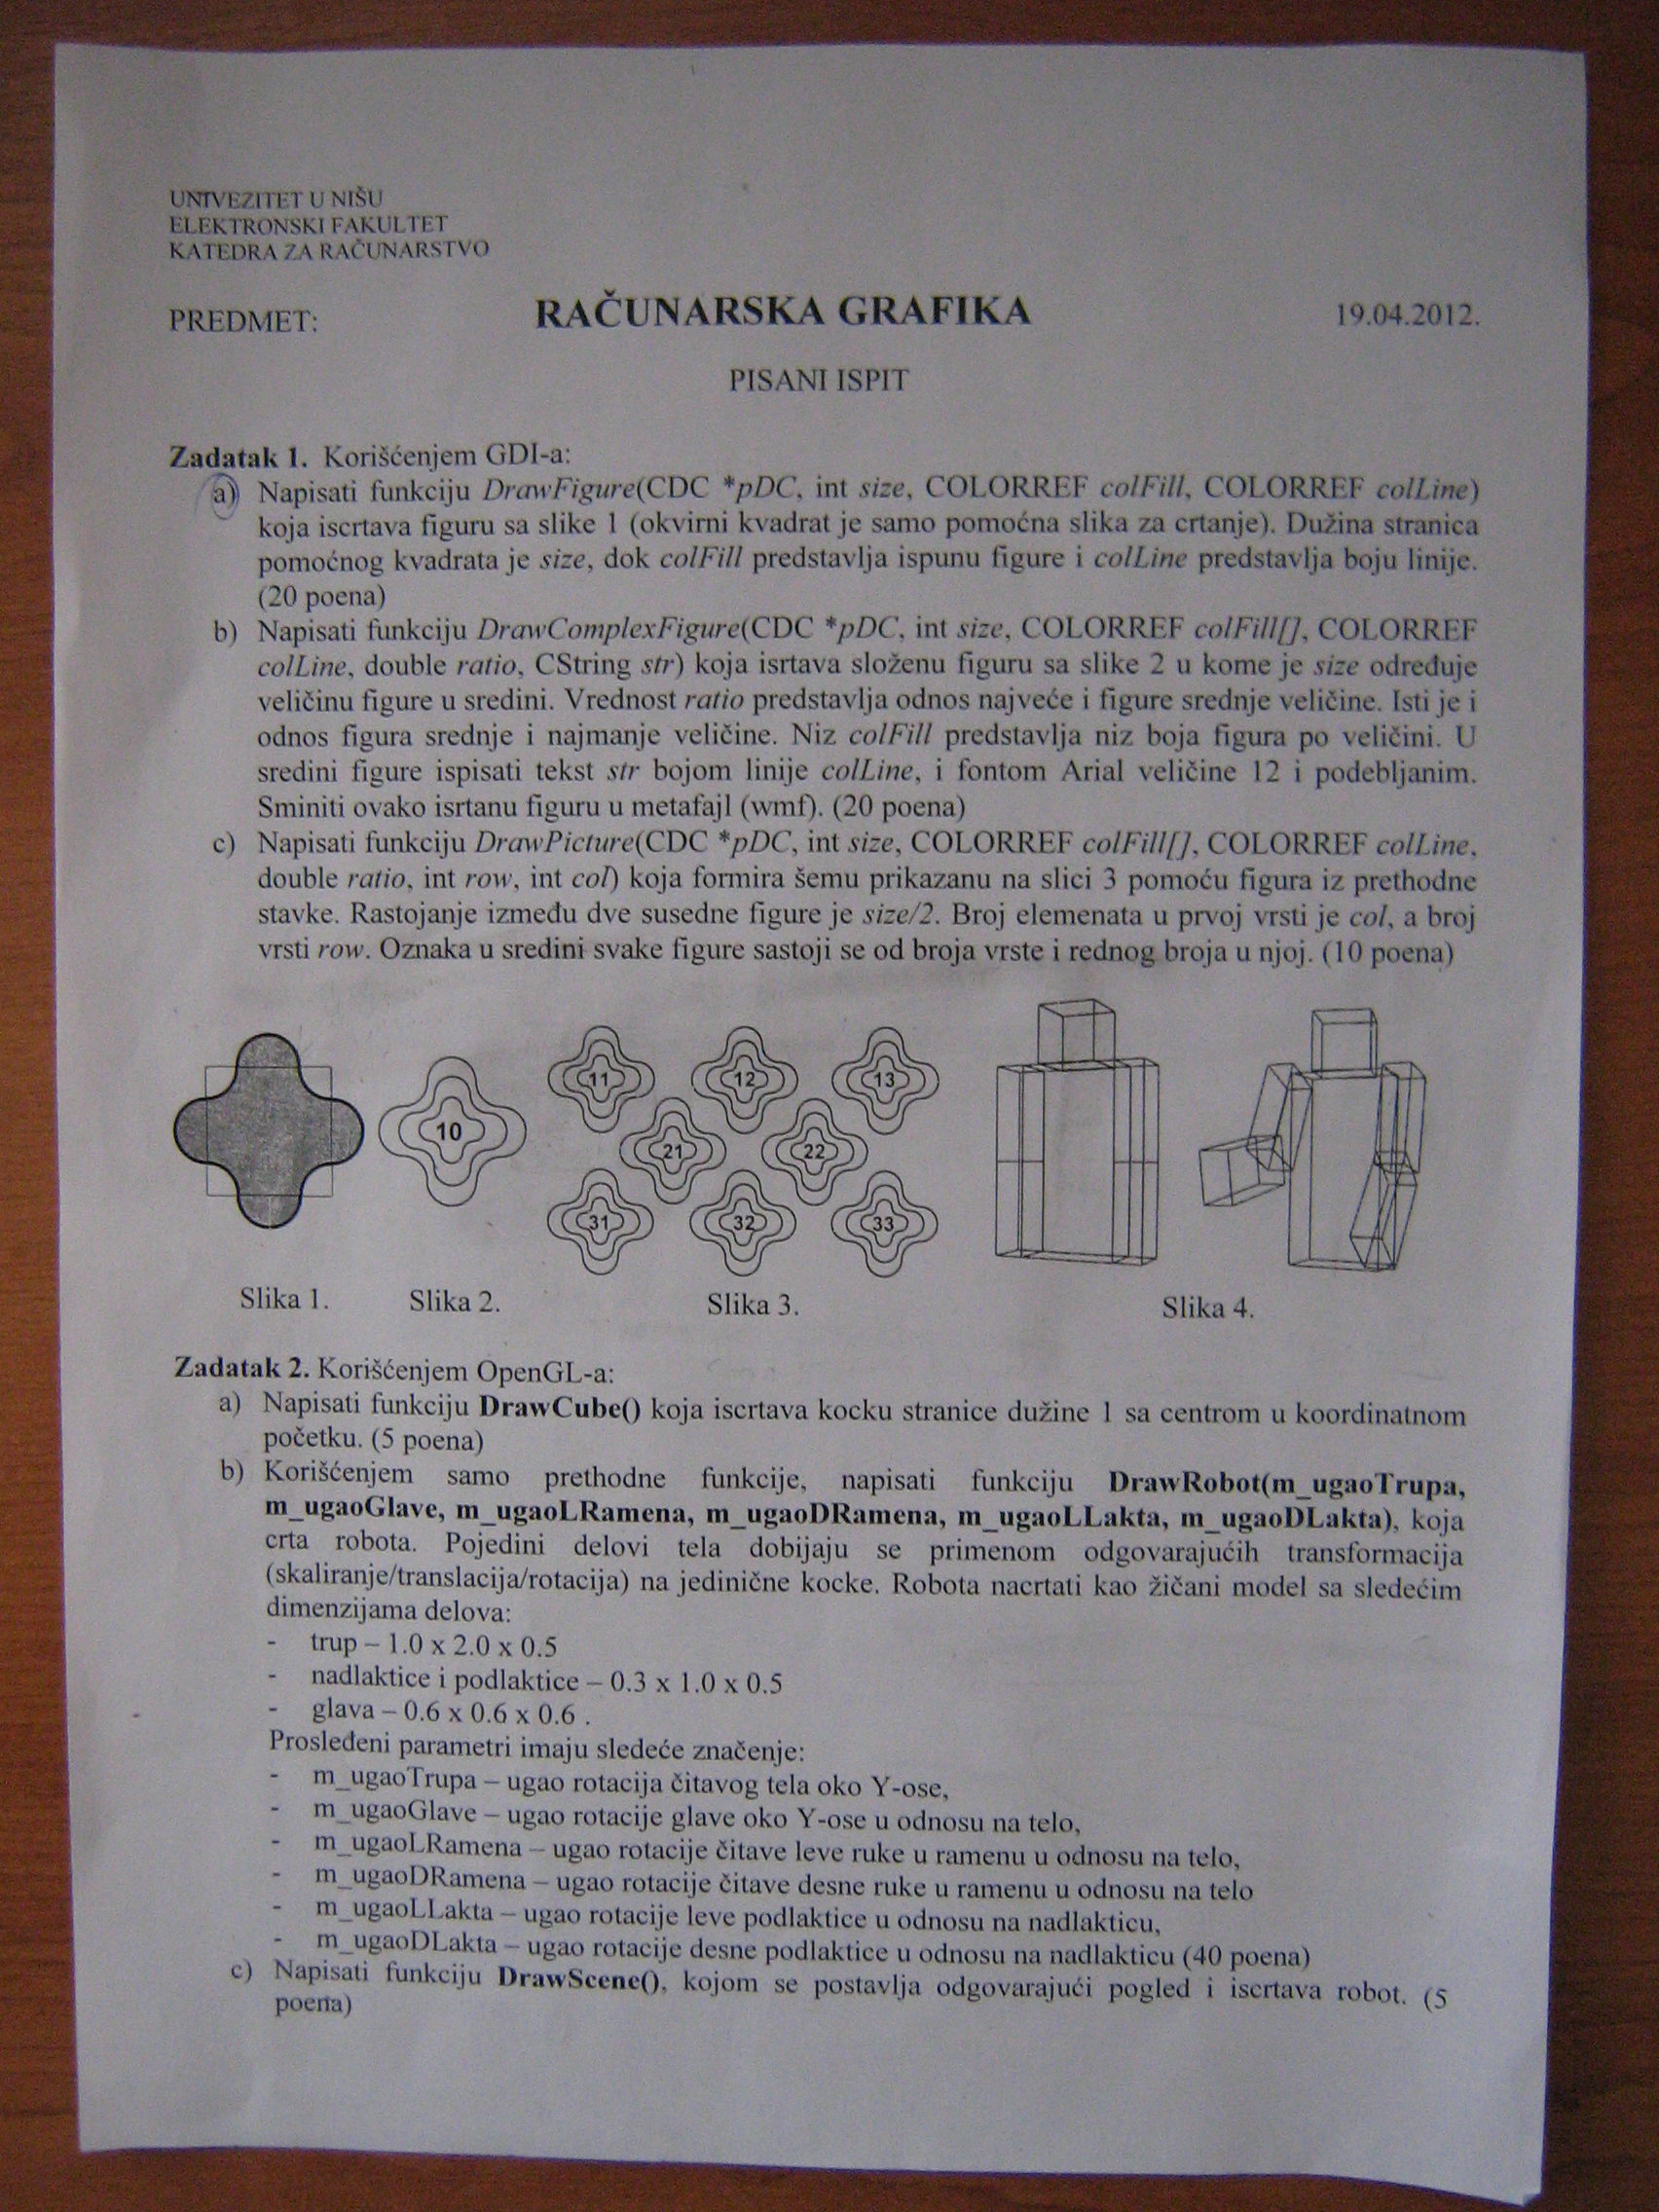 UNIVEZITET U NIŠU
ELEKTRONSKI FAKULTET
KATEDRA ZA RAČUNARSTVO
PREDMET: RAČUNARSKA GRAFIKA 19.04.2012.
PISANI ISPIT
Zadatak 1. Korišćenjem GDI-a:
a) Napisati funkciju DrawFigure(CDC *pDC, int size, COLORREF colFill, COLORREF colLine)
koja iscrtava figuru sa slike 1 (okvirni kvadrat je samo pomoćna slika za crtanje). Dužina stranica
pomoćnog kvadrata je size, dok colFill predstavlja ispunu figure i colLine predstavlja boju linije.
(20 poena)
b) Napisati funkciju DrawComplexFigure(CDC *pDC, int size, COLORREF colFill[], COLORREF
colLine, double ratio, CString str) koja isrtava složenu figuru sa slike 2 u kome je size određuje
veličinu figure u sredini. Vrednost ratio predstavlja odnos najveće i figure srednje veličine. Isti je i
odnos figura srednje i najmanje veličine. Niz colFill predstavlja niz boja figura po veličini. U
sredini figure ispisati tekst str bojom linije colLine, i fontom Arial veličine 12 i podebljanim.
Sminiti ovako isrtanu figuru u metafajl (wmf). (20 poena)
c) Napisati funkciju DrawPicture(CDC *pDC, int size, COLORREF colFill[], COLORREF colLine,
double ratio, int row, int col) koja formira šemu prikazanu na slici 3 pomoću figura iz prethodne
stavke. Rastojanje između dve susedne figure je size/2. Broj elemenata u prvoj vrsti je col, a broj
vrsti row. Oznaka u sredini svake figure sastoji se od broja vrste i rednog broja u njoj. (10 poena)
11 12 13
10
21 22
31 32 33
Slika 1. Slika 2. Slika 3. Slika 4.
Zadatak 2. Korišćenjem OpenGL-a:
a) Napisati funkciju DrawCube() koja iscrtava kocku stranice dužine 1 sa centrom u koordinatnom
početku. (5 poena)
b) Korišćenjem samo prethodne funkcije, napisati funkciju DrawRobot(m_ugaoTrupa,
m_ugaoGlave, m_ugaoLRamena, m_ugaoDRamena, m_ugaoLLakta, m_ugaoDLakta), koja
crta robota. Pojedini delovi tela dobijaju se primenom odgovarajućih transformacija
(skaliranje/translacija/rotacija) na jedinične kocke. Robota nacrtati kao žičani model sa sledećim
dimenzijama delova:
- trup – 1.0 x 2.0 x 0.5
- nadlaktice i podlaktice – 0.3 x 1.0 x 0.5
- glava – 0.6 x 0.6 x 0.6 .
Prosleđeni parametri imaju sledeće značenje:
- m_ugaoTrupa – ugao rotacija čitavog tela oko Y-ose,
- m_ugaoGlave – ugao rotacije glave oko Y-ose u odnosu na telo,
- m_ugaoLRamena – ugao rotacije čitave leve ruke u ramenu u odnosu na telo,
- m_ugaoDRamena – ugao rotacije čitave desne ruke u ramenu u odnosu na telo
- m_ugaoLLakta – ugao rotacije leve podlaktice u odnosu na nadlakticu,
- m_ugaoDLakta – ugao rotacije desne podlaktice u odnosu na nadlakticu (40 poena)
c) Napisati funkciju DrawScene(), kojom se postavlja odgovarajući pogled i iscrtava robot. (5
poena)